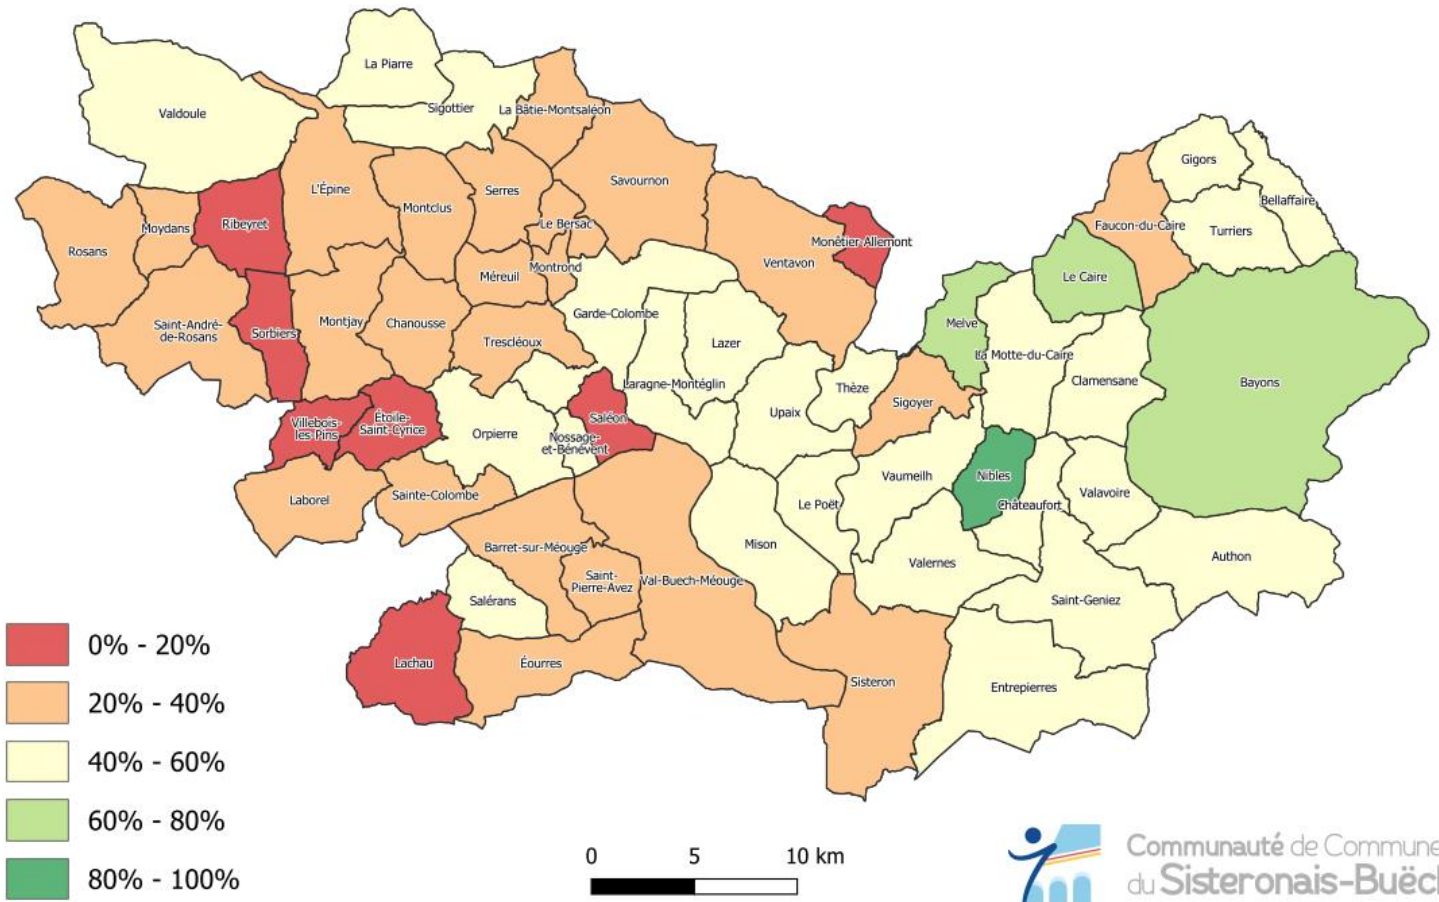 La Piarre
Valdoule
Sigottier
La Bâtie-Montsaléon
Gigors
Savournon
L'Épine
Serres
Bellaffaire
Montclus
Ribeyret
Le Bersac
Moydans
Faucon-du-Caire
Turriers
Monêtier-Allemont
Rosans
Ventavon
Montrond
Méreuil
Le Caire
Garde-Colombe
Montjay
Chanousse
Melve
Saint-André-
de-Rosans
Sorbiers
Trescléoux
Lazer
La Motte-du-Caire
Clamensane
Bayons
Laragne-Montéglin
Thèze
Sigoyer
Upaix
Étoile-
Saint-Cyrice
Saléon
Villebois-
les-Pins
Orpierre
Nossage-
et-Bénévent
Vaumeilh
Nibles
Valavoire
Sainte-Colombe
Laborel
Le Poët
Châteaufort
Mison
Barret-sur-Méouge
Authon
Valernes
Saint-
Pierre-Avez
Val-Buech-Méouge
Salérans
Saint-Geniez
Lachau
Éourres
Sisteron
Entrepierres
0% - 20%
20% - 40%
40% - 60%
60% - 80%
80% - 100%
0 5 10 km
Communauté de Commune
du Sisteronais-Buëc